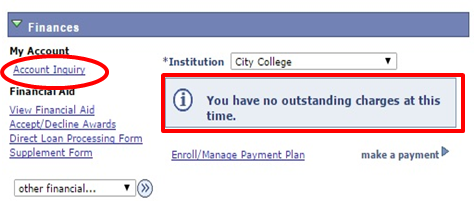 Finances
My Account
Account Inquiry
Financial Aid
View Financial Aid
Accept/Decline Awards
Direct Loan Processing Form
Supplement Form
other financial...
*Institution City College
You have no outstanding charges at this
time.
Enroll/Manage Payment Plan make a payment